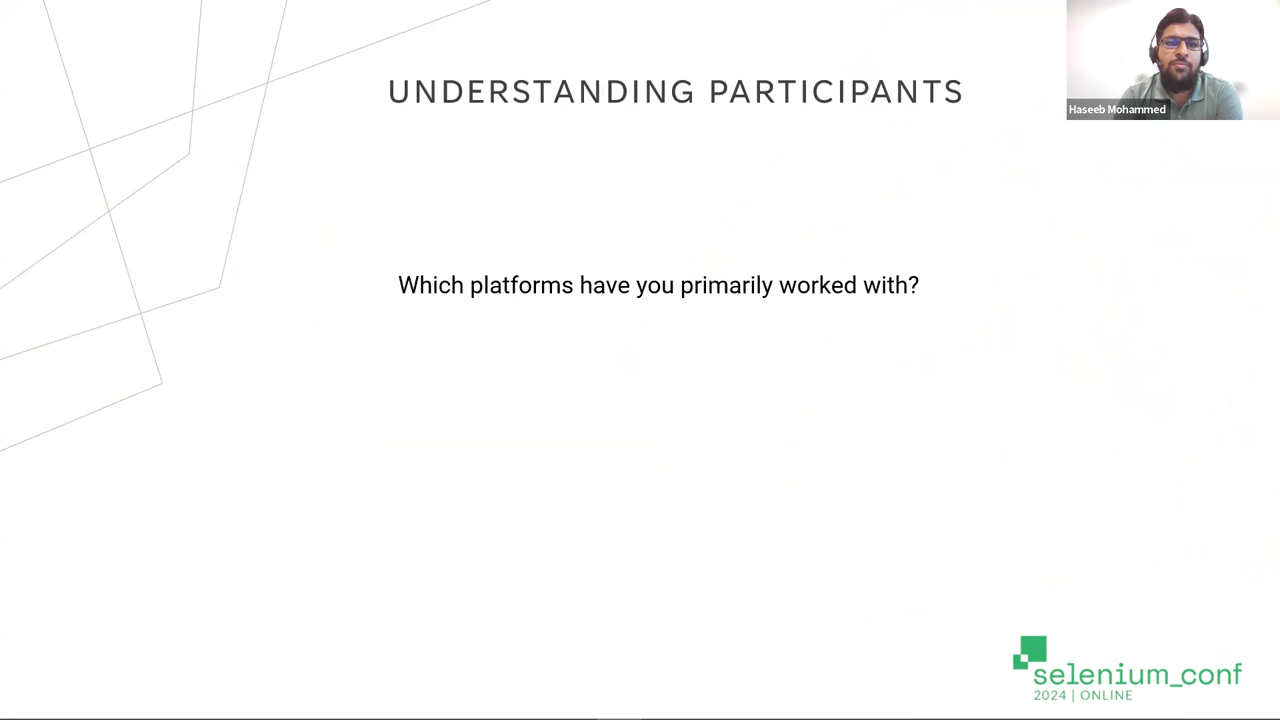 UNDERSTANDING PARTICIPANTS
Haseeb Mohammed
Which platforms have you primarily worked with?
selenium_conf
2024 | ONLINE